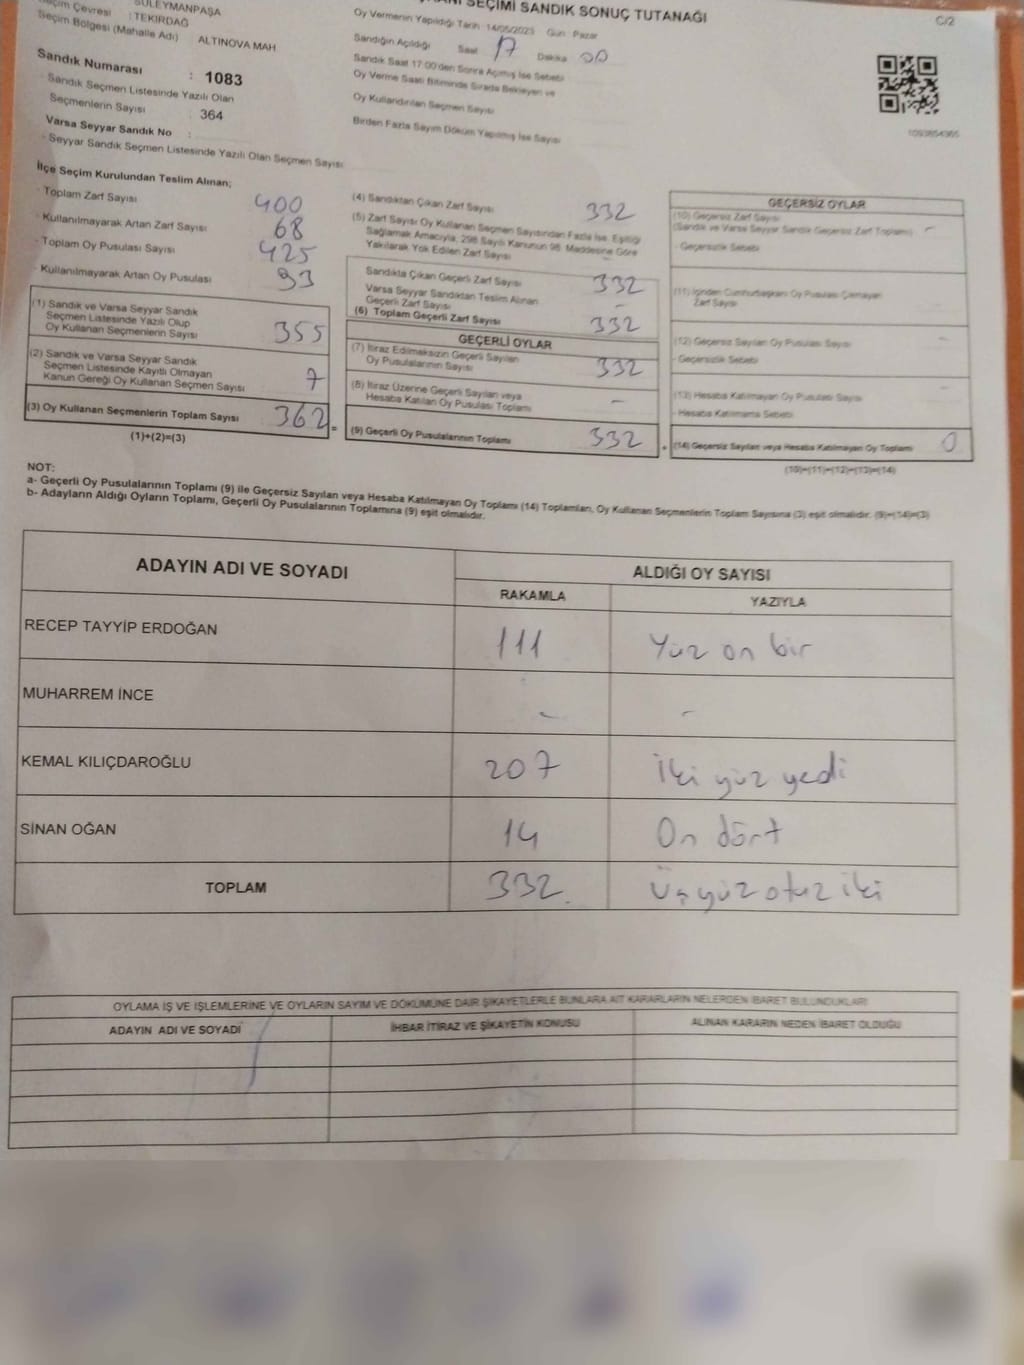 SEÇİMİ SANDIK SONUÇ TUTANAĞI
C/2
SÜLEYMANPAŞA
Seçim Çevresi : TEKİRDAĞ
Seçim Bölgesi (Mahalle Adı) ALTINOVA MAH.
Sandık Numarası : 1083
Sandık Seçmen Listesinde Yazılı Olan
Seçmenlerin Sayısı : 364
Varsa Seyyar Sandık No :
- Seyyar Sandık Seçmen Listesinde Yazılı Olan Seçmen Sayısı:
Oy Vermenin Yapıldığı Tarih : 14/05/2023 Gün : Pazar
Sandığın Açıldığı Saat 17 Dakika 00
Sandık Saat 17:00'den Sonra Açılmış İse Sebebi
Oy Verme Saati Bitiminde Sırada Bekleyen ve
Oy Kullandırılan Seçmen Sayısı
Birden Fazla Sayım Döküm Yapılmış İse Sayısı
İlçe Seçim Kurulundan Teslim Alınan;
- Toplam Zarf Sayısı 400
- Kullanılmayarak Artan Zarf Sayısı 68
- Toplam Oy Pusulası Sayısı 425
- Kullanılmayarak Artan Oy Pusulası 93
(1) Sandık ve Varsa Seyyar Sandık
Seçmen Listesinde Yazılı Olup
Oy Kullanan Seçmenlerin Sayısı 355
(2) Sandık ve Varsa Seyyar Sandık
Seçmen Listesinde Kayıtlı Olmayan
Kanun Gereği Oy Kullanan Seçmen Sayısı 7
(3) Oy Kullanan Seçmenlerin Toplam Sayısı 362 =
(1)+(2)=(3)
(4) Sandıktan Çıkan Zarf Sayısı 332
(5) Zarf Sayısı Oy Kullanan Seçmen Sayısından Fazla İse, Eşitliği
Sağlamak Amacıyla, 298 Sayılı Kanunun 98. Maddesine Göre
Yakılarak Yok Edilen Zarf Sayısı -
Sandıkta Çıkan Geçerli Zarf Sayısı 332
Varsa Seyyar Sandıktan Teslim Alınan
Geçerli Zarf Sayısı -
(6) Toplam Geçerli Zarf Sayısı 332
GEÇERLİ OYLAR
(7) İtiraz Edilmeksizin Geçerli Sayılan
Oy Pusulalarının Sayısı 332
(8) İtiraz Üzerine Geçerli Sayılan veya
Hesaba Katılan Oy Pusulası Toplamı -
(9) Geçerli Oy Pusulalarının Toplamı 332 +
GEÇERSİZ OYLAR
(10) Geçersiz Zarf Sayısı
(Sandık ve Varsa Seyyar Sandık Geçersiz Zarf Toplamı) -
- Geçersizlik Sebebi
(11) İçinden Cumhurbaşkanı Oy Pusulası Çıkmayan
Zarf Sayısı -
(12) Geçersiz Sayılan Oy Pusulası Sayısı -
- Geçersizlik Sebebi
(13) Hesaba Katılmayan Oy Pusulası Sayısı -
- Hesaba Katılmama Sebebi
(14) Geçersiz Sayılan veya Hesaba Katılmayan Oy Toplamı 0
(10)+(11)+(12)+(13)=(14)
NOT:
a- Geçerli Oy Pusulalarının Toplamı (9) ile Geçersiz Sayılan veya Hesaba Katılmayan Oy Toplamı (14) Toplamları, Oy Kullanan Seçmenlerin Toplam Sayısına (3) eşit olmalıdır. (9)+(14)=(3)
b- Adayların Aldığı Oyların Toplamı, Geçerli Oy Pusulalarının Toplamına (9) eşit olmalıdır.
ADAYIN ADI VE SOYADI ALDIĞI OY SAYISI
RAKAMLA YAZIYLA
RECEP TAYYİP ERDOĞAN 111 Yüz on bir
MUHARREM İNCE - -
KEMAL KILIÇDAROĞLU 207 İki yüz yedi
SİNAN OĞAN 14 On dört
TOPLAM 332 Üç yüz otuz iki
OYLAMA İŞ VE İŞLEMLERİNE VE OYLARIN SAYIM VE DÖKÜMÜNE DAİR ŞİKAYETLERLE BUNLARA AİT KARARLARIN NELERDEN İBARET BULUNDUKLARI
ADAYIN ADI VE SOYADI İHBAR İTİRAZ VE ŞİKAYETİN KONUSU ALINAN KARARIN NEDEN İBARET OLDUĞU